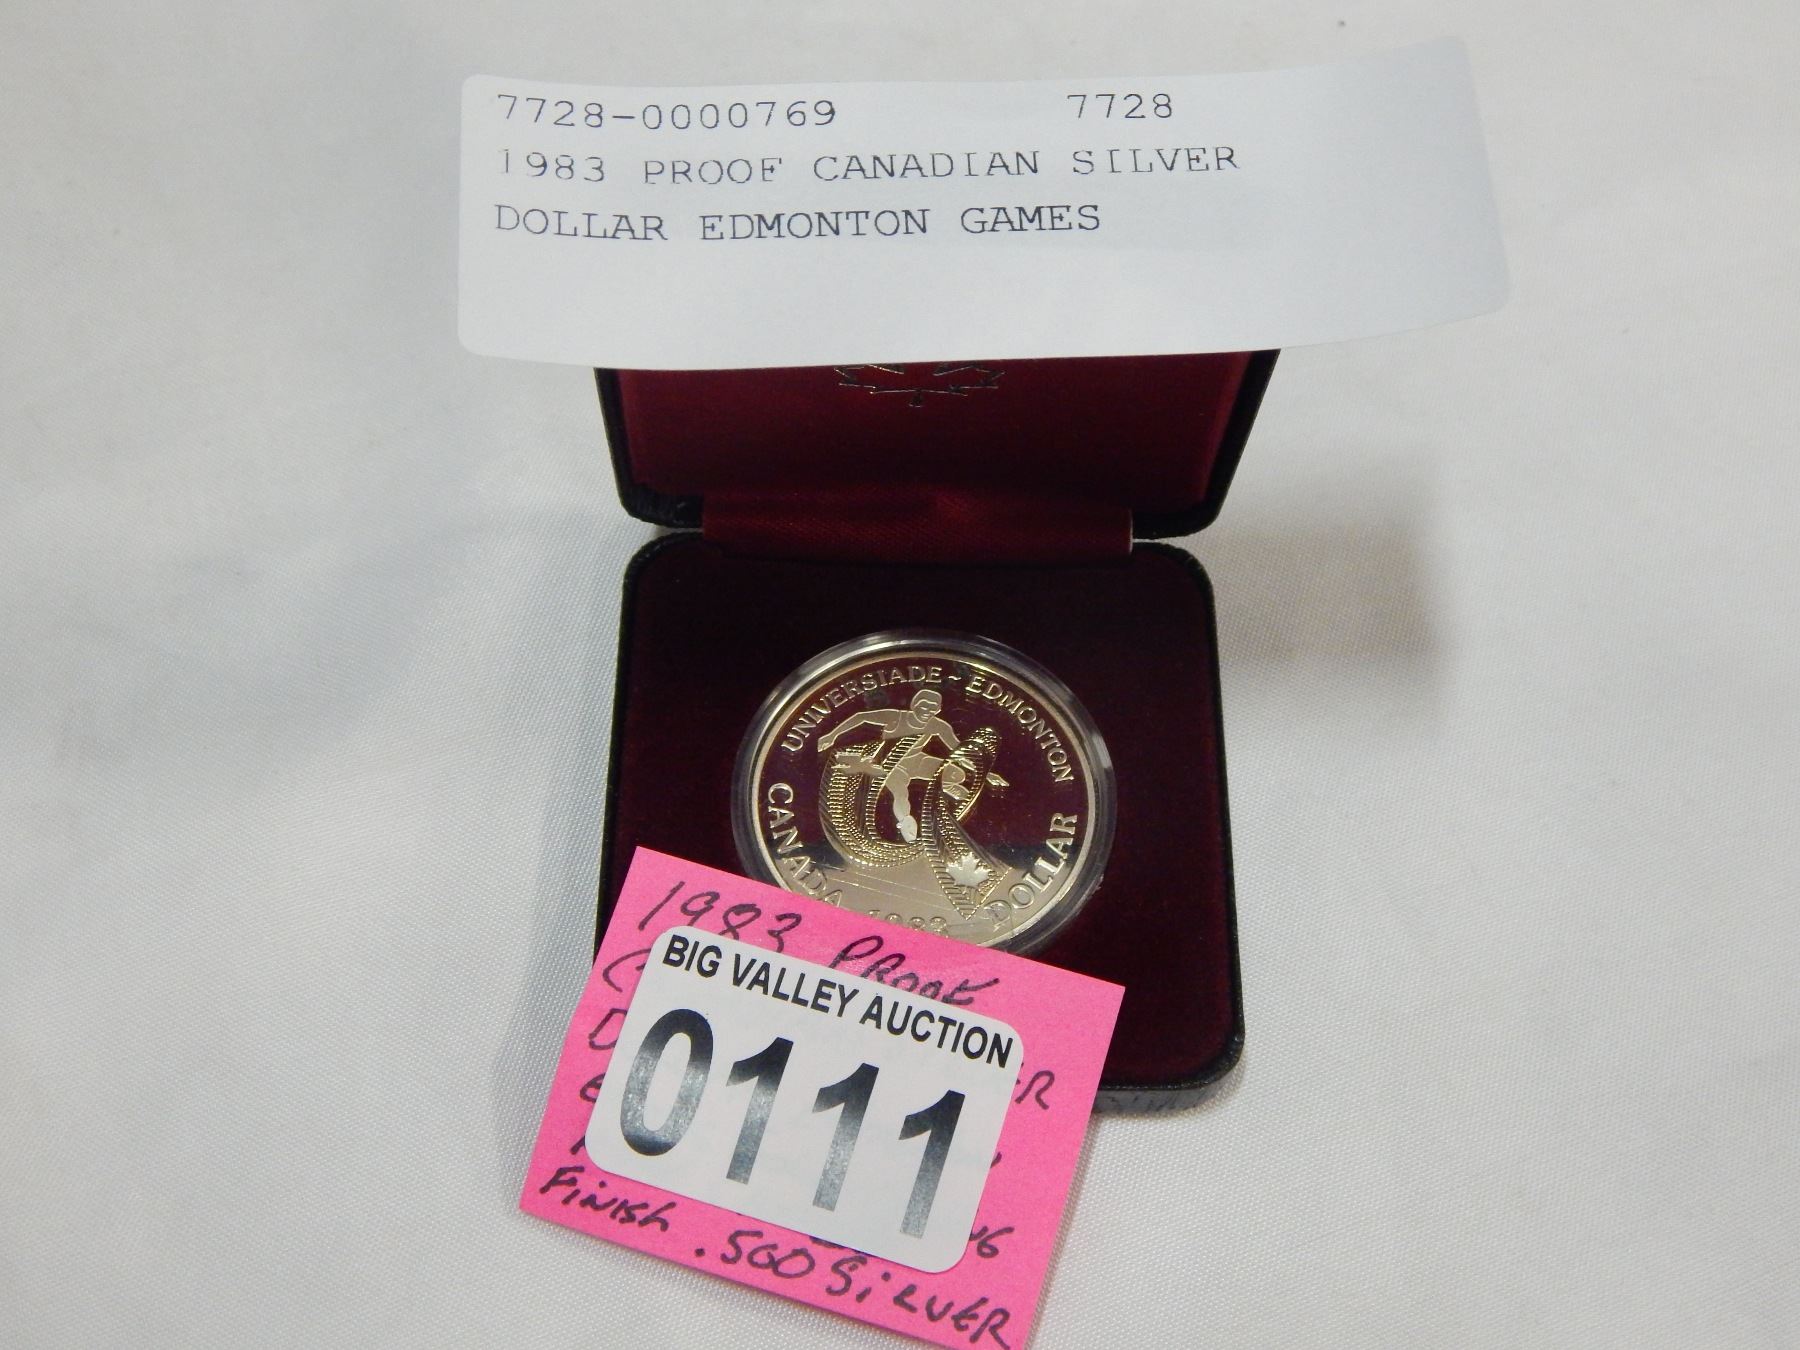 7728-0000769 7728
1983 PROOF CANADIAN SILVER
DOLLAR EDMONTON GAMES
UNIVERSIADE ~ EDMONTON
CANADA 1983 DOLLAR
1983 PROOF
BIG VALLEY AUCTION
0111
FiNISh .500 SiLVER